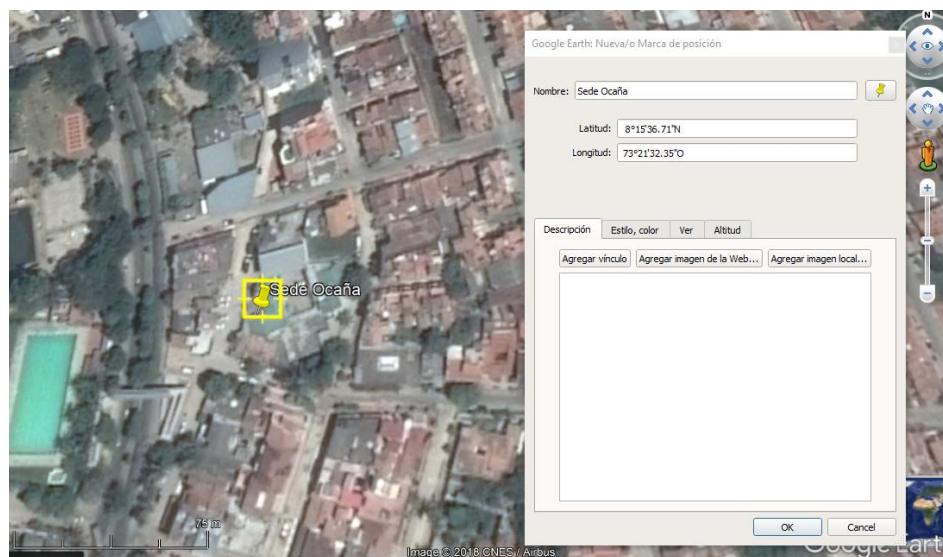 N
Google Earth: Nueva/o Marca de posición
Nombre: Sede Ocaña
Latitud: 8°15'36.71"N
Longitud: 73°21'32.35"O
Descripción Estilo, color Ver Altitud
Agregar vínculo Agregar imagen de la Web... Agregar imagen local...
Sede Ocaña
75 m
OK Cancel
Image © 2018 CNES / Airbus
Google Eart